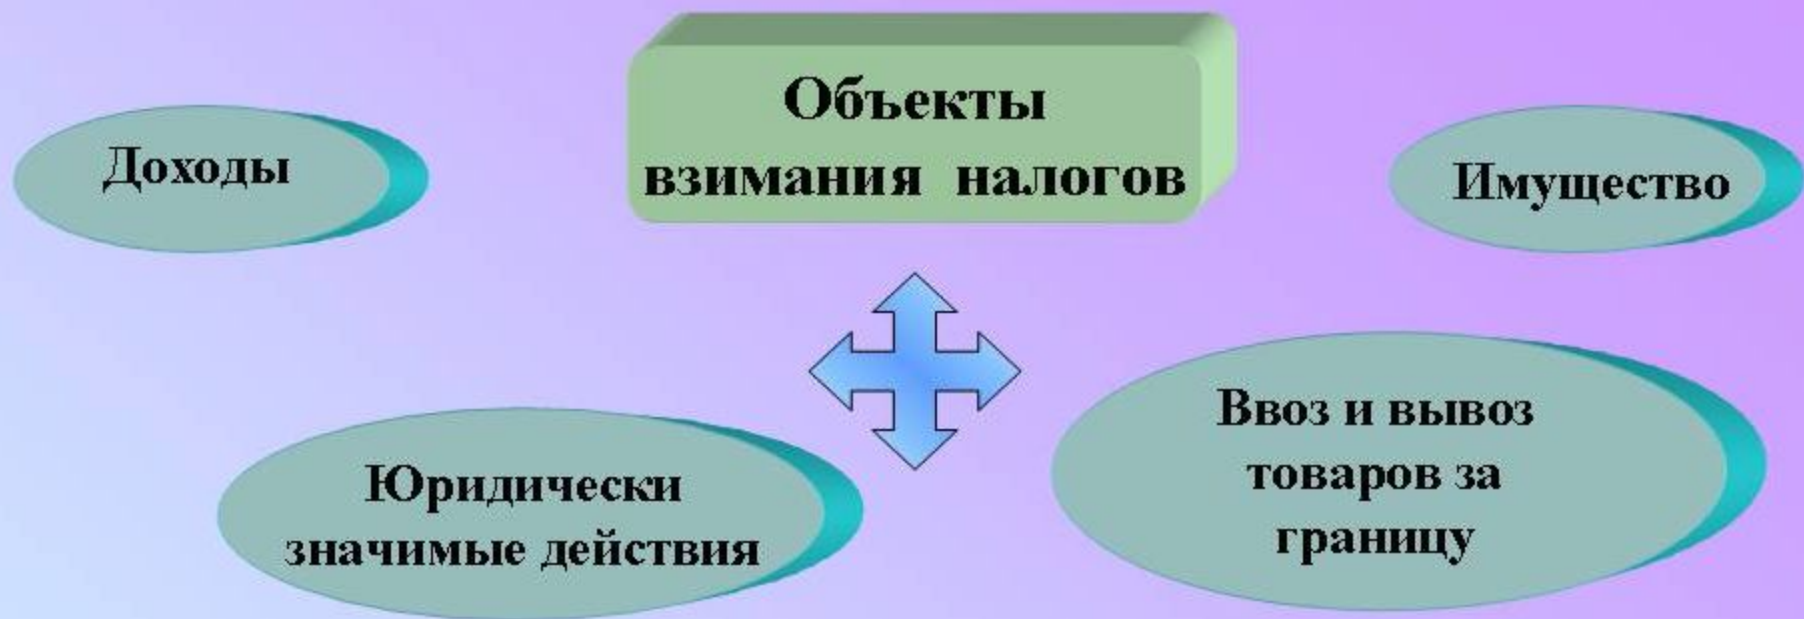 Объекты
взимания налогов
Доходы
Имущество
Юридически
значимые действия
Ввоз и вывоз
товаров за
границу